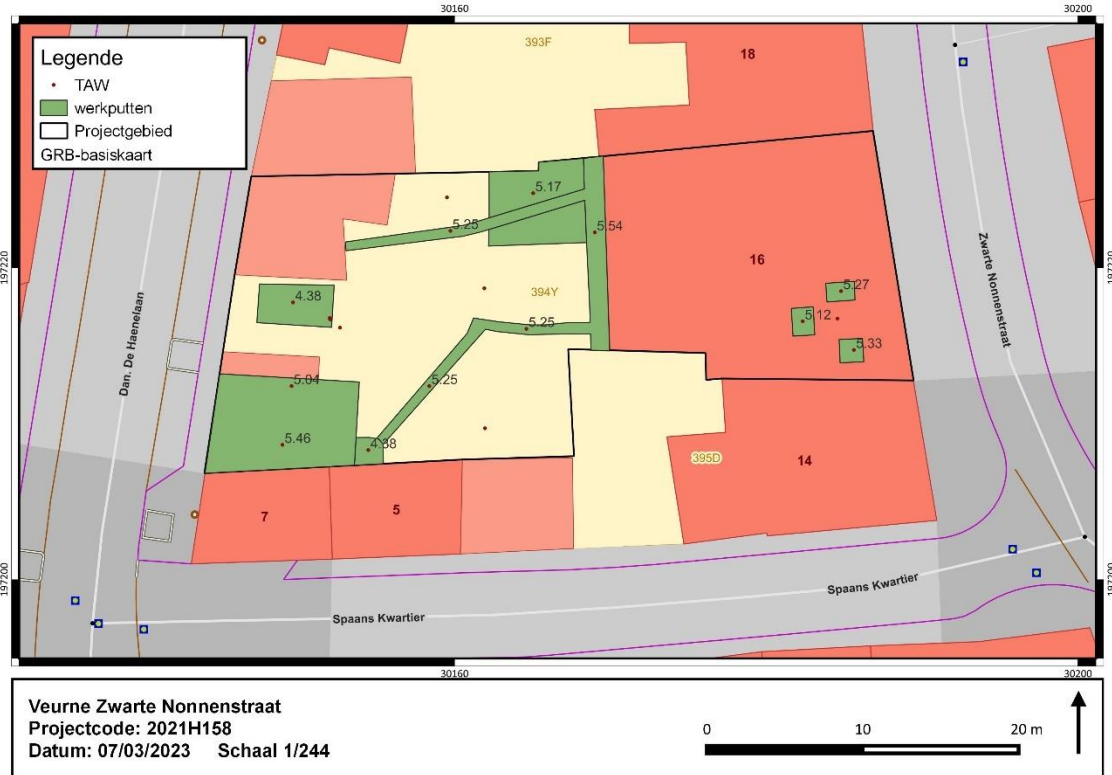 30160
30200
Legende
TAW
werkputten
Projectgebied
GRB-basiskaart
393F
18
5.17
5.25
5.54
16
Zwarte Nonnenstraat
197220
197220
4.38
394Y
5.27
5.12
5.25
5.33
Dan. De Haenelaan
5.04
5.25
5.46
4.38
395D
14
7
5
197200
197200
Spaans Kwartier
Spaans Kwartier
30160
30200
Veurne Zwarte Nonnenstraat
Projectcode: 2021H158
Datum: 07/03/2023 Schaal 1/244
0 10 20 m